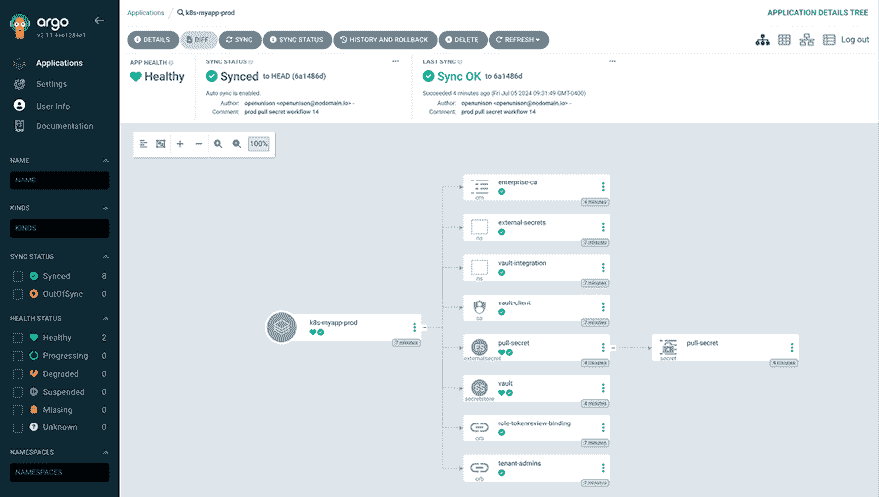 argo
Applications
Settings
User Info
Documentation
NAME
NAME
KINDS
KINDS
SYNC STATUS
Synced 8
OutOfSync 0
HEALTH STATUS
Healthy 2
Progressing 0
Degraded 0
Suspended 0
Missing 0
Unknown 0
NAMESPACES
NAMESPACES
Applications / k8s-myapp-prod
APPLICATION DETAILS TREE
DETAILS DIFF SYNC SYNC STATUS HISTORY AND ROLLBACK DELETE REFRESH
Log out
APP HEALTH
Healthy
SYNC STATUS
Synced to HEAD (6a1486d)
Auto sync is enabled.
Author: openunison <openunison@nodomain.io> -
Comment: prod pull secret workflow 14
LAST SYNC
Sync OK to 6a1486d
Succeeded 4 minutes ago (Fri Jul 05 2024 09:31:49 GMT-0400)
Author: openunison <openunison@nodomain.io> -
Comment: prod pull secret workflow 14
100%
k8s-myapp-prod
7 minutes
enterprise-ca
cm
4 minutes
external-secrets
ns
7 minutes
vault-integration
ns
7 minutes
vault-client
sa
7 minutes
pull-secret
externalsecret
4 minutes
pull-secret
secret
vault
secretstore
4 minutes
role-tokenreview-binding
crb
7 minutes
tenant-admins
crb
7 minutes